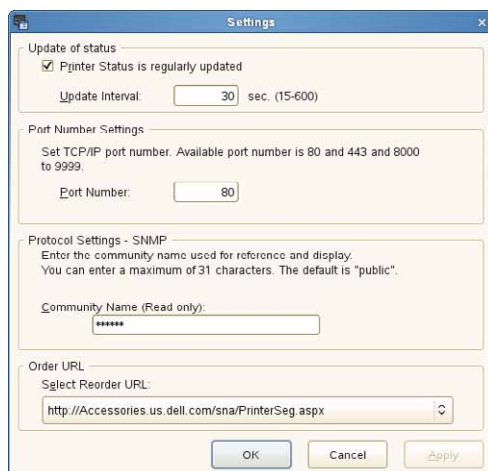 Settings
Update of status
Printer Status is regularly updated
Update Interval: 30 sec. (15-600)
Port Number Settings
Set TCP/IP port number. Available port number is 80 and 443 and 8000
to 9999.
Port Number: 80
Protocol Settings - SNMP
Enter the community name used for reference and display.
You can enter a maximum of 31 characters. The default is "public".
Community Name (Read only):
******
Order URL
Select Reorder URL:
http://Accessories.us.dell.com/sna/PrinterSeg.aspx
OK Cancel Apply